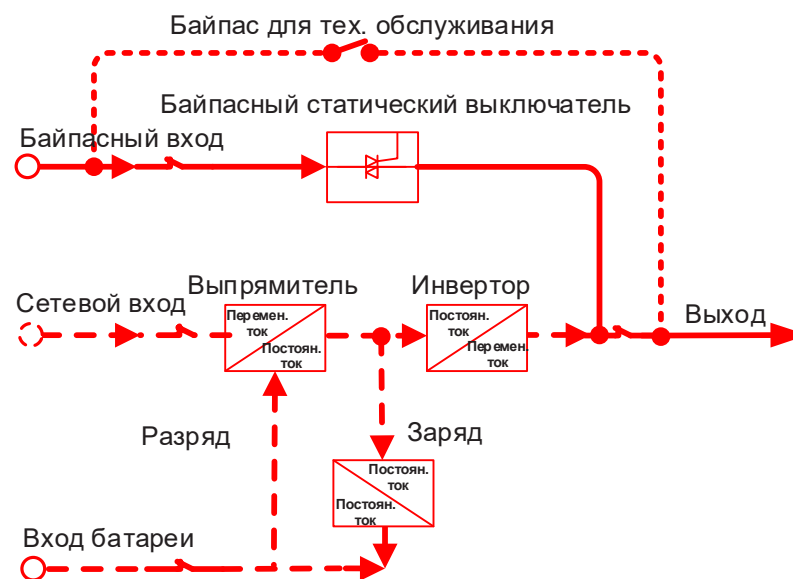 Байпас для тех. обслуживания
Байпасный статический выключатель
Байпасный вход
Выпрямитель
Инвертор
Сетевой вход
Перемен.
ток
Постоян.
ток
Постоян.
ток
Перемен.
ток
Выход
Разряд
Заряд
Постоян.
ток
Постоян.
ток
Вход батареи